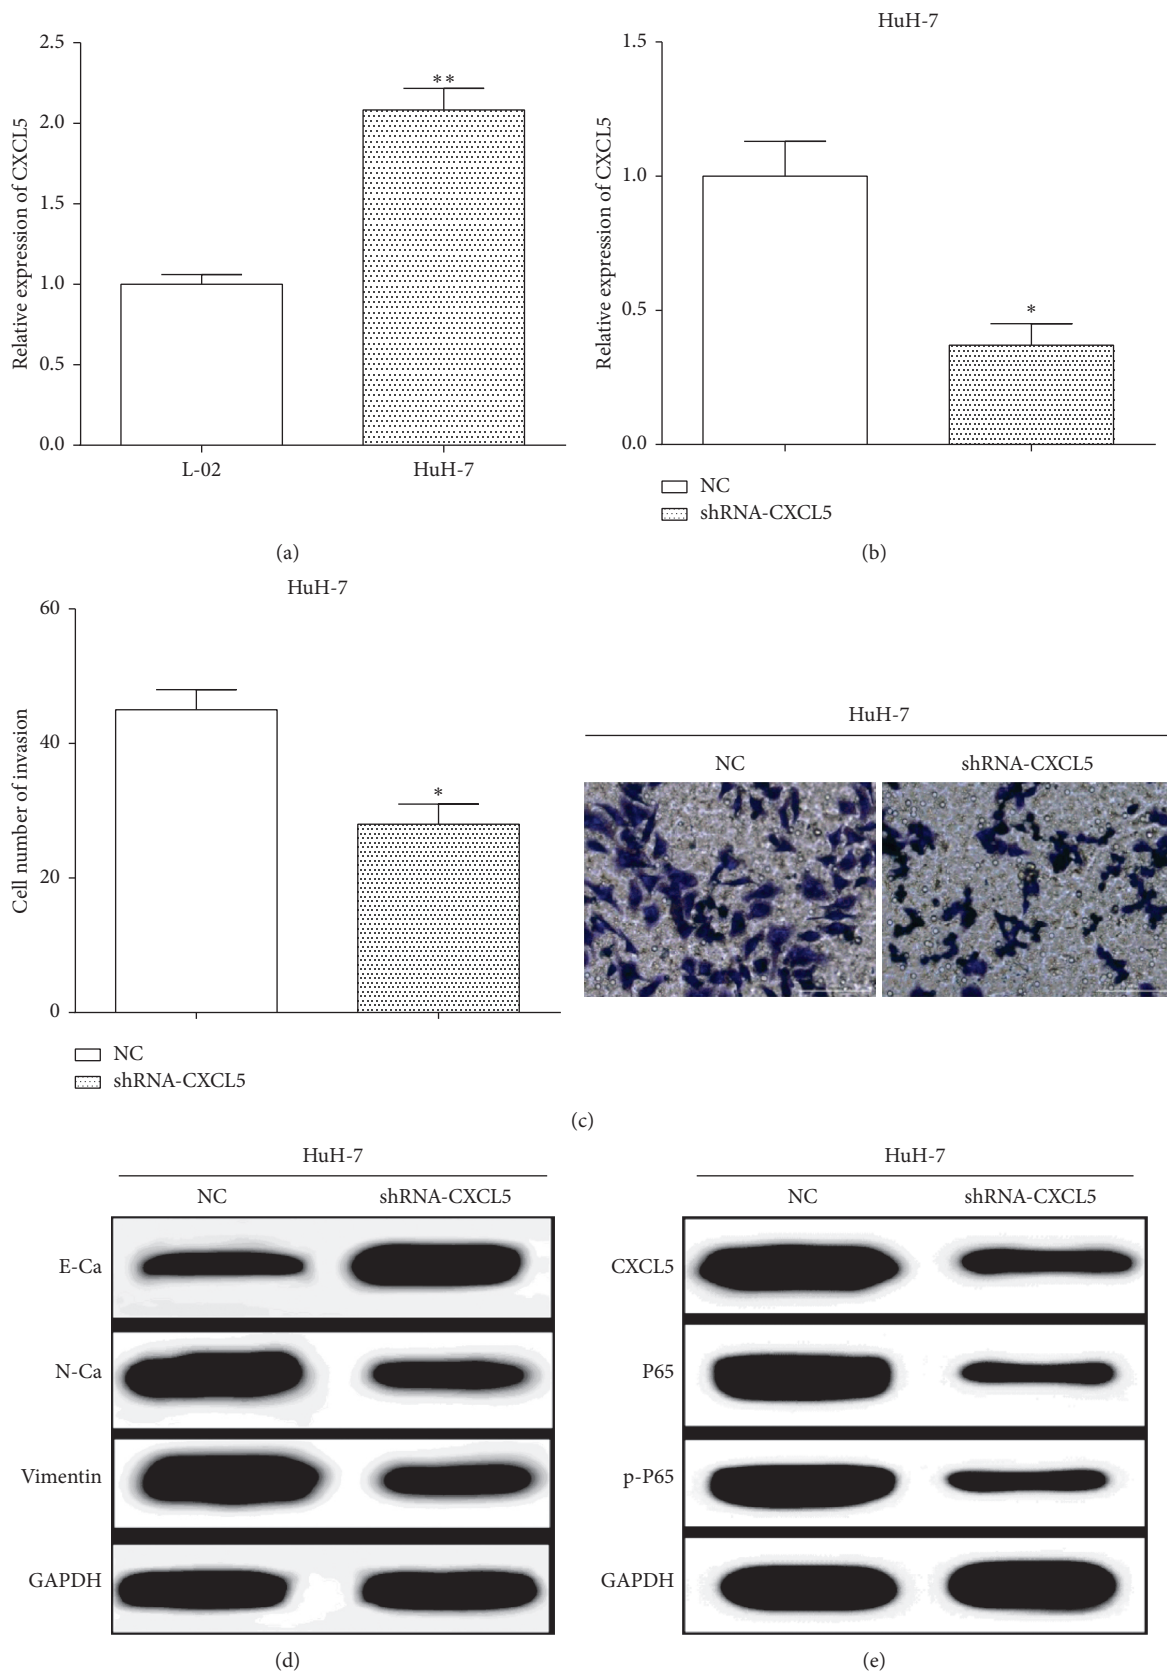 Relative expression of CXCL5
2.5
2.0
1.5
1.0
0.5
0.0
**
L-02
HuH-7
(a)
HuH-7
Relative expression of CXCL5
1.5
1.0
0.5
0.0
*
NC
shRNA-CXCL5
(b)
HuH-7
Cell number of invasion
60
40
20
0
*
NC
shRNA-CXCL5
HuH-7
NC shRNA-CXCL5
(c)
HuH-7
NC shRNA-CXCL5
E-Ca
N-Ca
Vimentin
GAPDH
(d)
HuH-7
NC shRNA-CXCL5
CXCL5
P65
p-P65
GAPDH
(e)